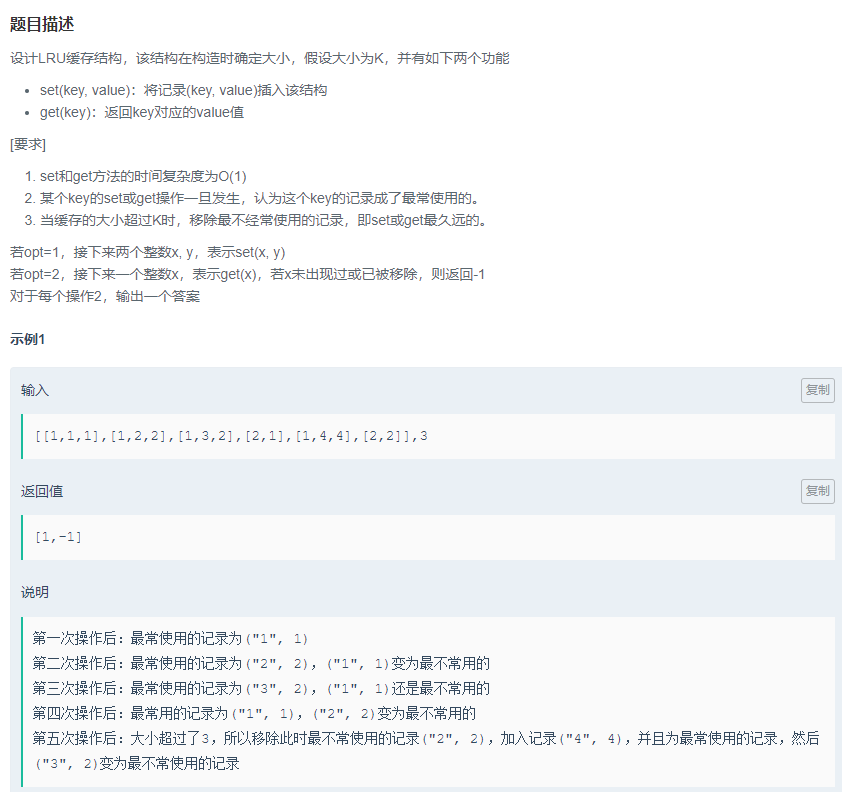 题目描述
设计LRU缓存结构，该结构在构造时确定大小，假设大小为K，并有如下两个功能
• set(key, value)：将记录(key, value)插入该结构
• get(key)：返回key对应的value值
[要求]
1. set和get方法的时间复杂度为O(1)
2. 某个key的set或get操作一旦发生，认为这个key的记录成了最常使用的。
3. 当缓存的大小超过K时，移除最不经常使用的记录，即set或get最久远的。
若opt=1，接下来两个整数x, y，表示set(x, y)
若opt=2，接下来一个整数x，表示get(x)，若x未出现过或已被移除，则返回-1
对于每个操作2，输出一个答案
示例1
输入
复制
[[1,1,1],[1,2,2],[1,3,2],[2,1],[1,4,4],[2,2]],3
返回值
复制
[1,-1]
说明
第一次操作后：最常使用的记录为("1", 1)
第二次操作后：最常使用的记录为("2", 2)，("1", 1)变为最不常用的
第三次操作后：最常使用的记录为("3", 2)，("1", 1)还是最不常用的
第四次操作后：最常用的记录为("1", 1)，("2", 2)变为最不常用的
第五次操作后：大小超过了3，所以移除此时最不常使用的记录("2", 2)，加入记录("4", 4)，并且为最常使用的记录，然后
("3", 2)变为最不常使用的记录